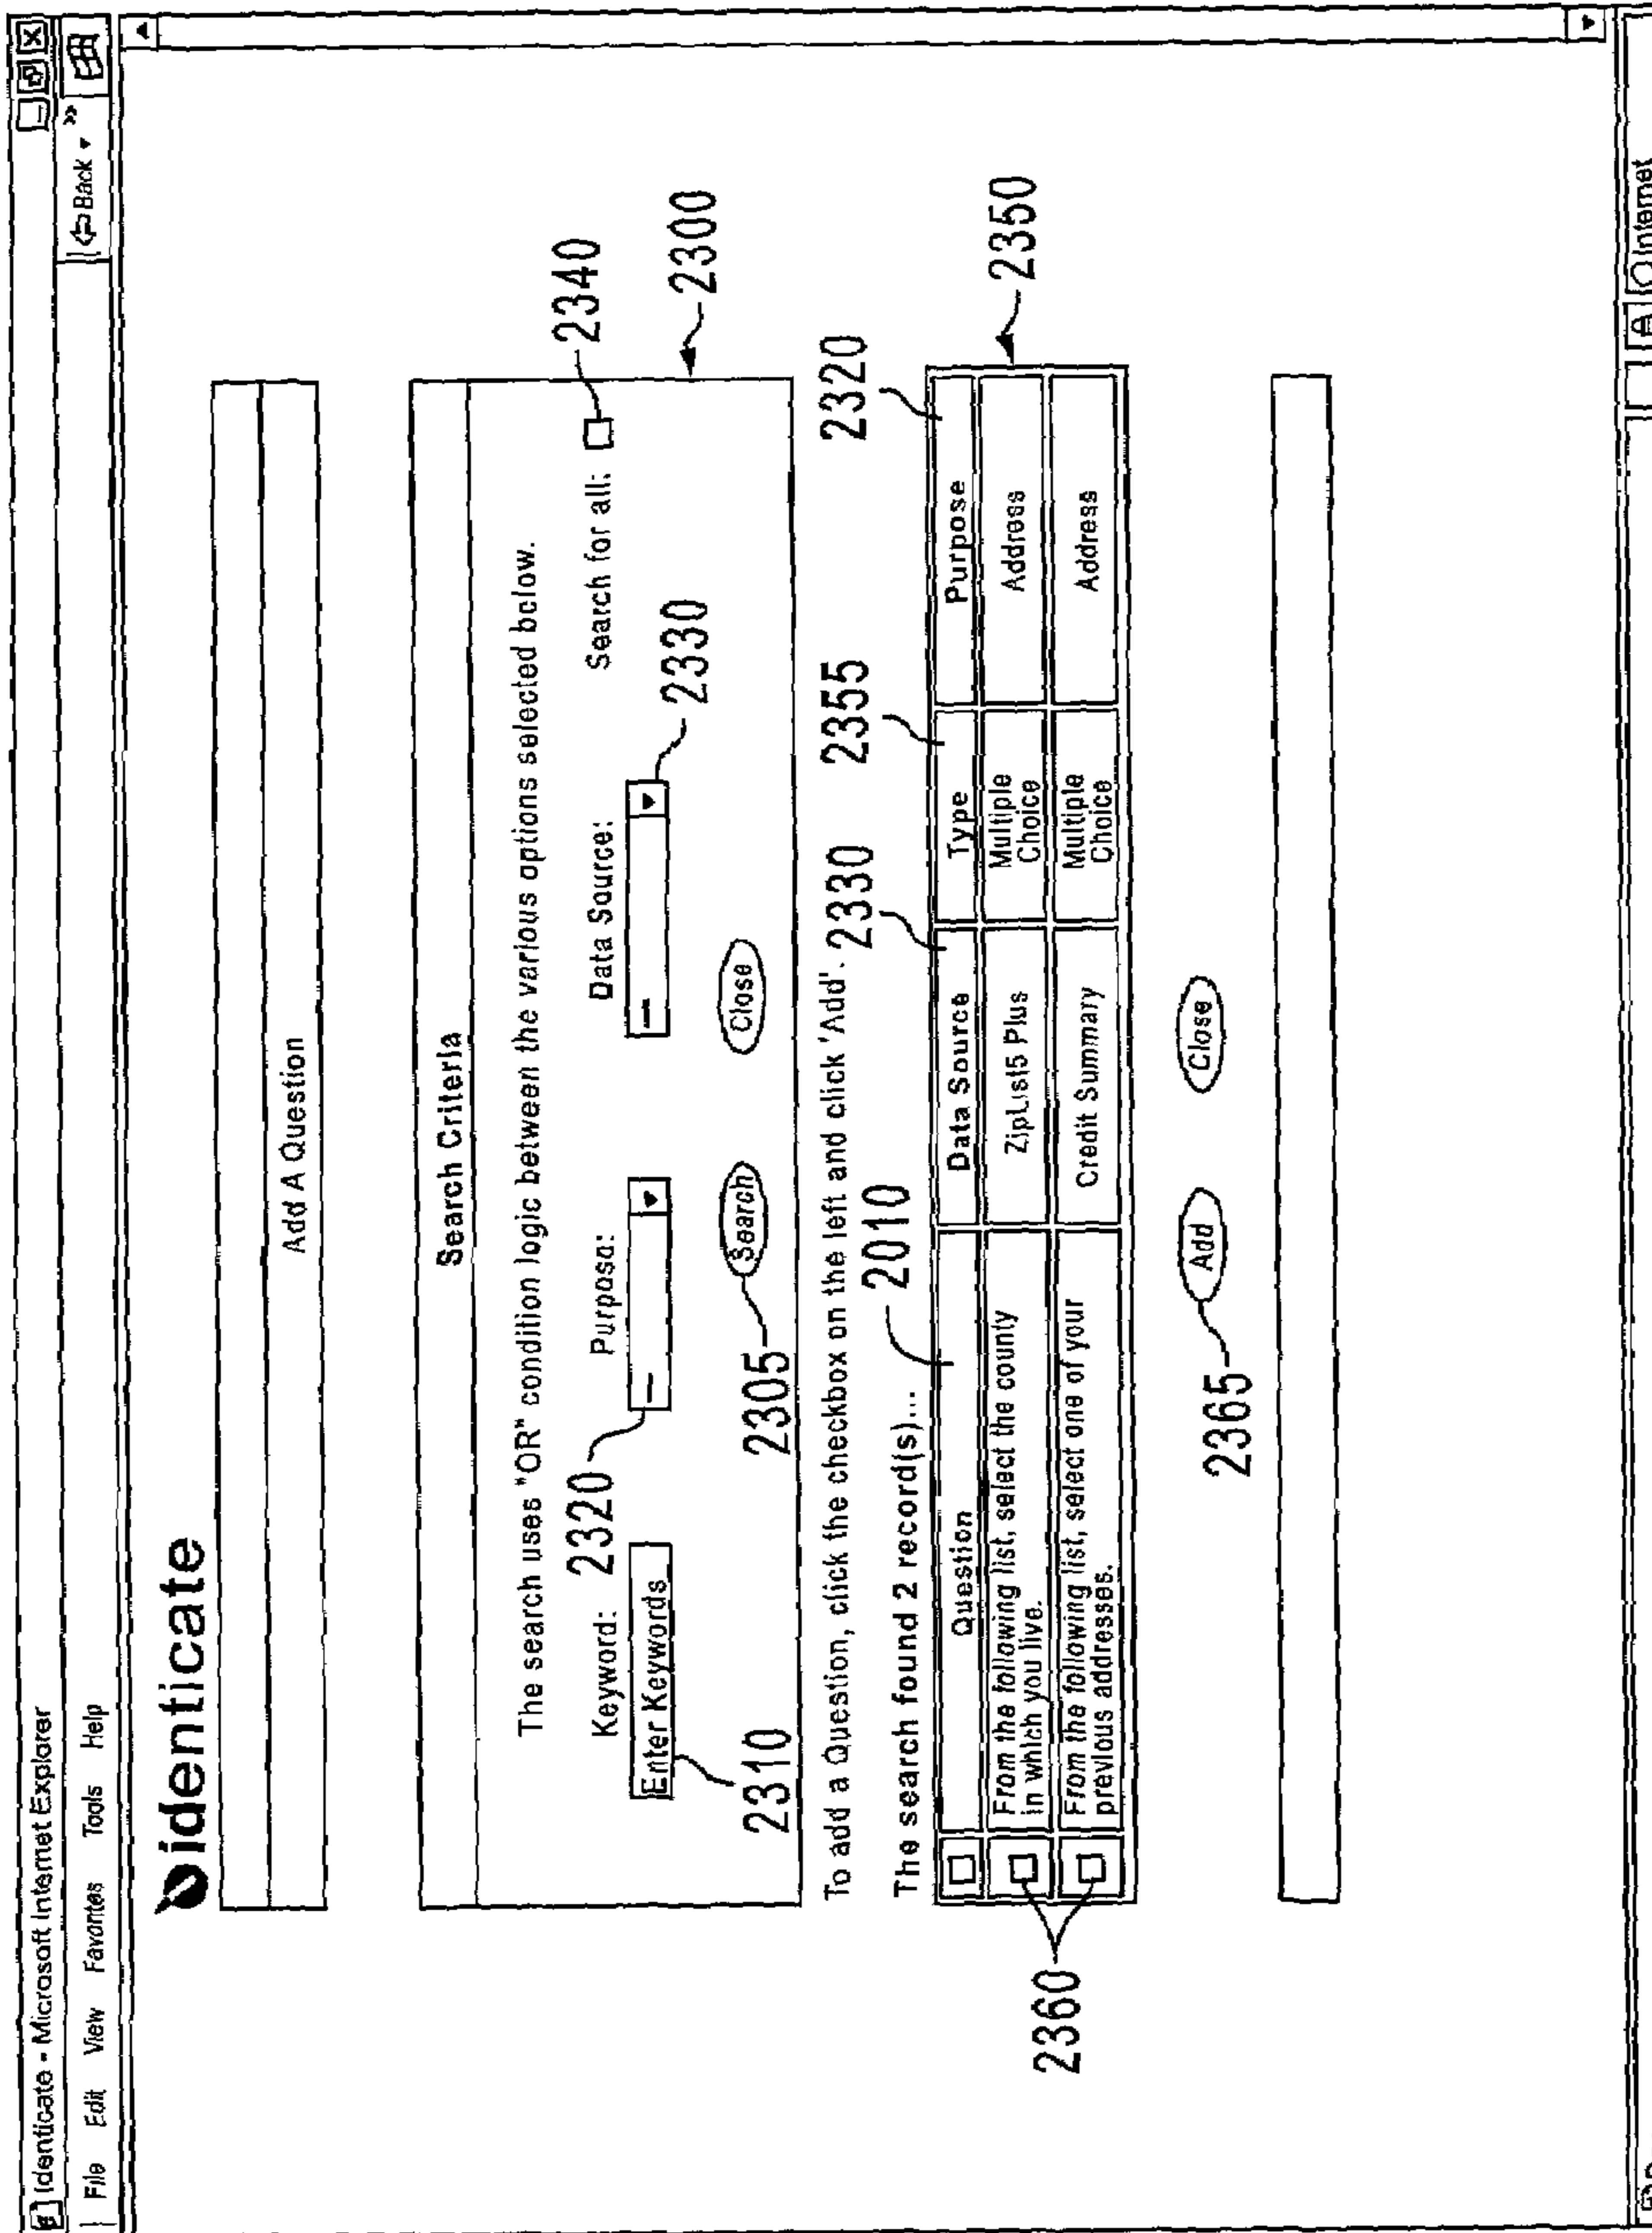 Identicate - Microsoft Internet Explorer
File Edit View Favorites Tools Help
Back »
identicate
Add A Question
Search Criteria
The search uses "OR" condition logic between the various options selected below.
Keyword: 2320 Purpose: Data Source: Search for all: 2340
Enter Keywords 2330
2300
2310 2305 Search Close
To add a Question, click the checkbox on the left and click 'Add'.
The search found 2 record(s)... 2010 2330 2355 2320
Question Data Source Type Purpose
From the following list, select the county in which you live. ZipList5 Plus Multiple Choice Address
From the following list, select one of your previous addresses. Credit Summary Multiple Choice Address
2350
2360
2365 Add Close
Internet